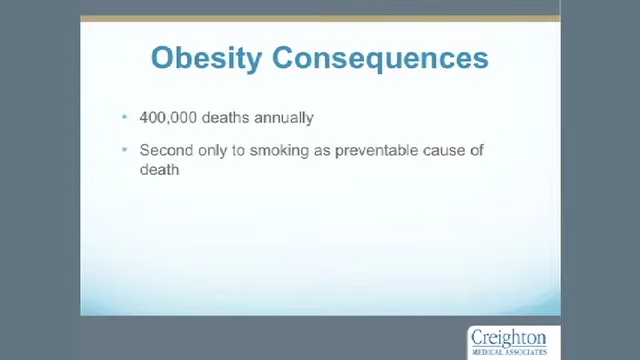 Obesity Consequences
• 400,000 deaths annually
• Second only to smoking as preventable cause of
death
Creighton
MEDICAL ASSOCIATES